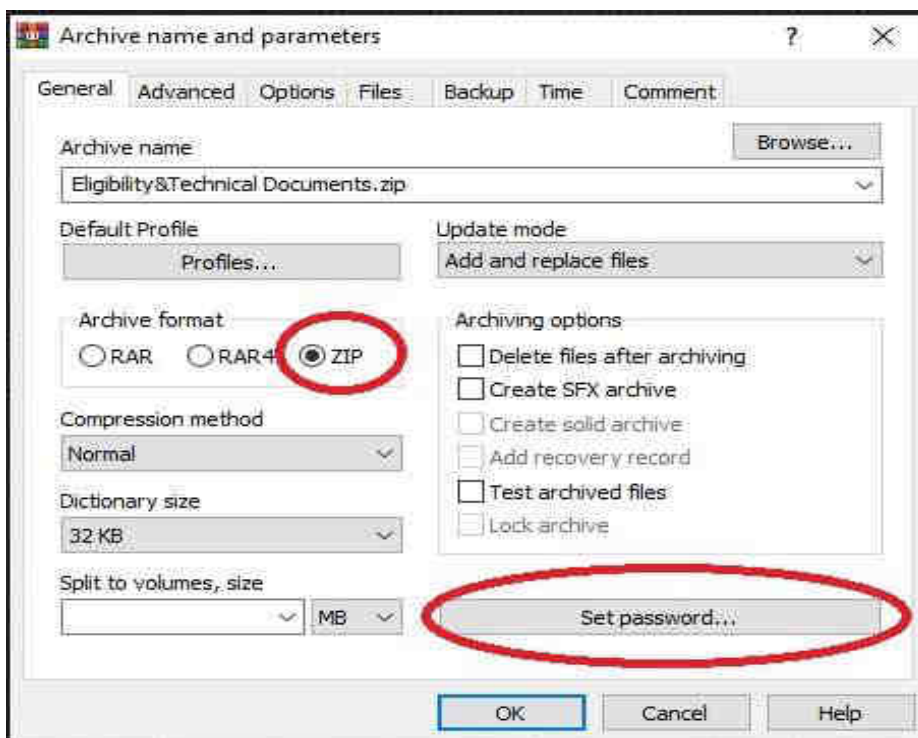 Archive name and parameters
?
General Advanced Options Files Backup Time Comment
Archive name
Browse...
Eligibility&Technical Documents.zip
Default Profile
Profiles...
Update mode
Add and replace files
Archive format
RAR RAR4 ZIP
Compression method
Normal
Dictionary size
32 KB
Split to volumes, size
MB
Archiving options
Delete files after archiving
Create SFX archive
Create solid archive
Add recovery record
Test archived files
Lock archive
Set password...
OK Cancel Help